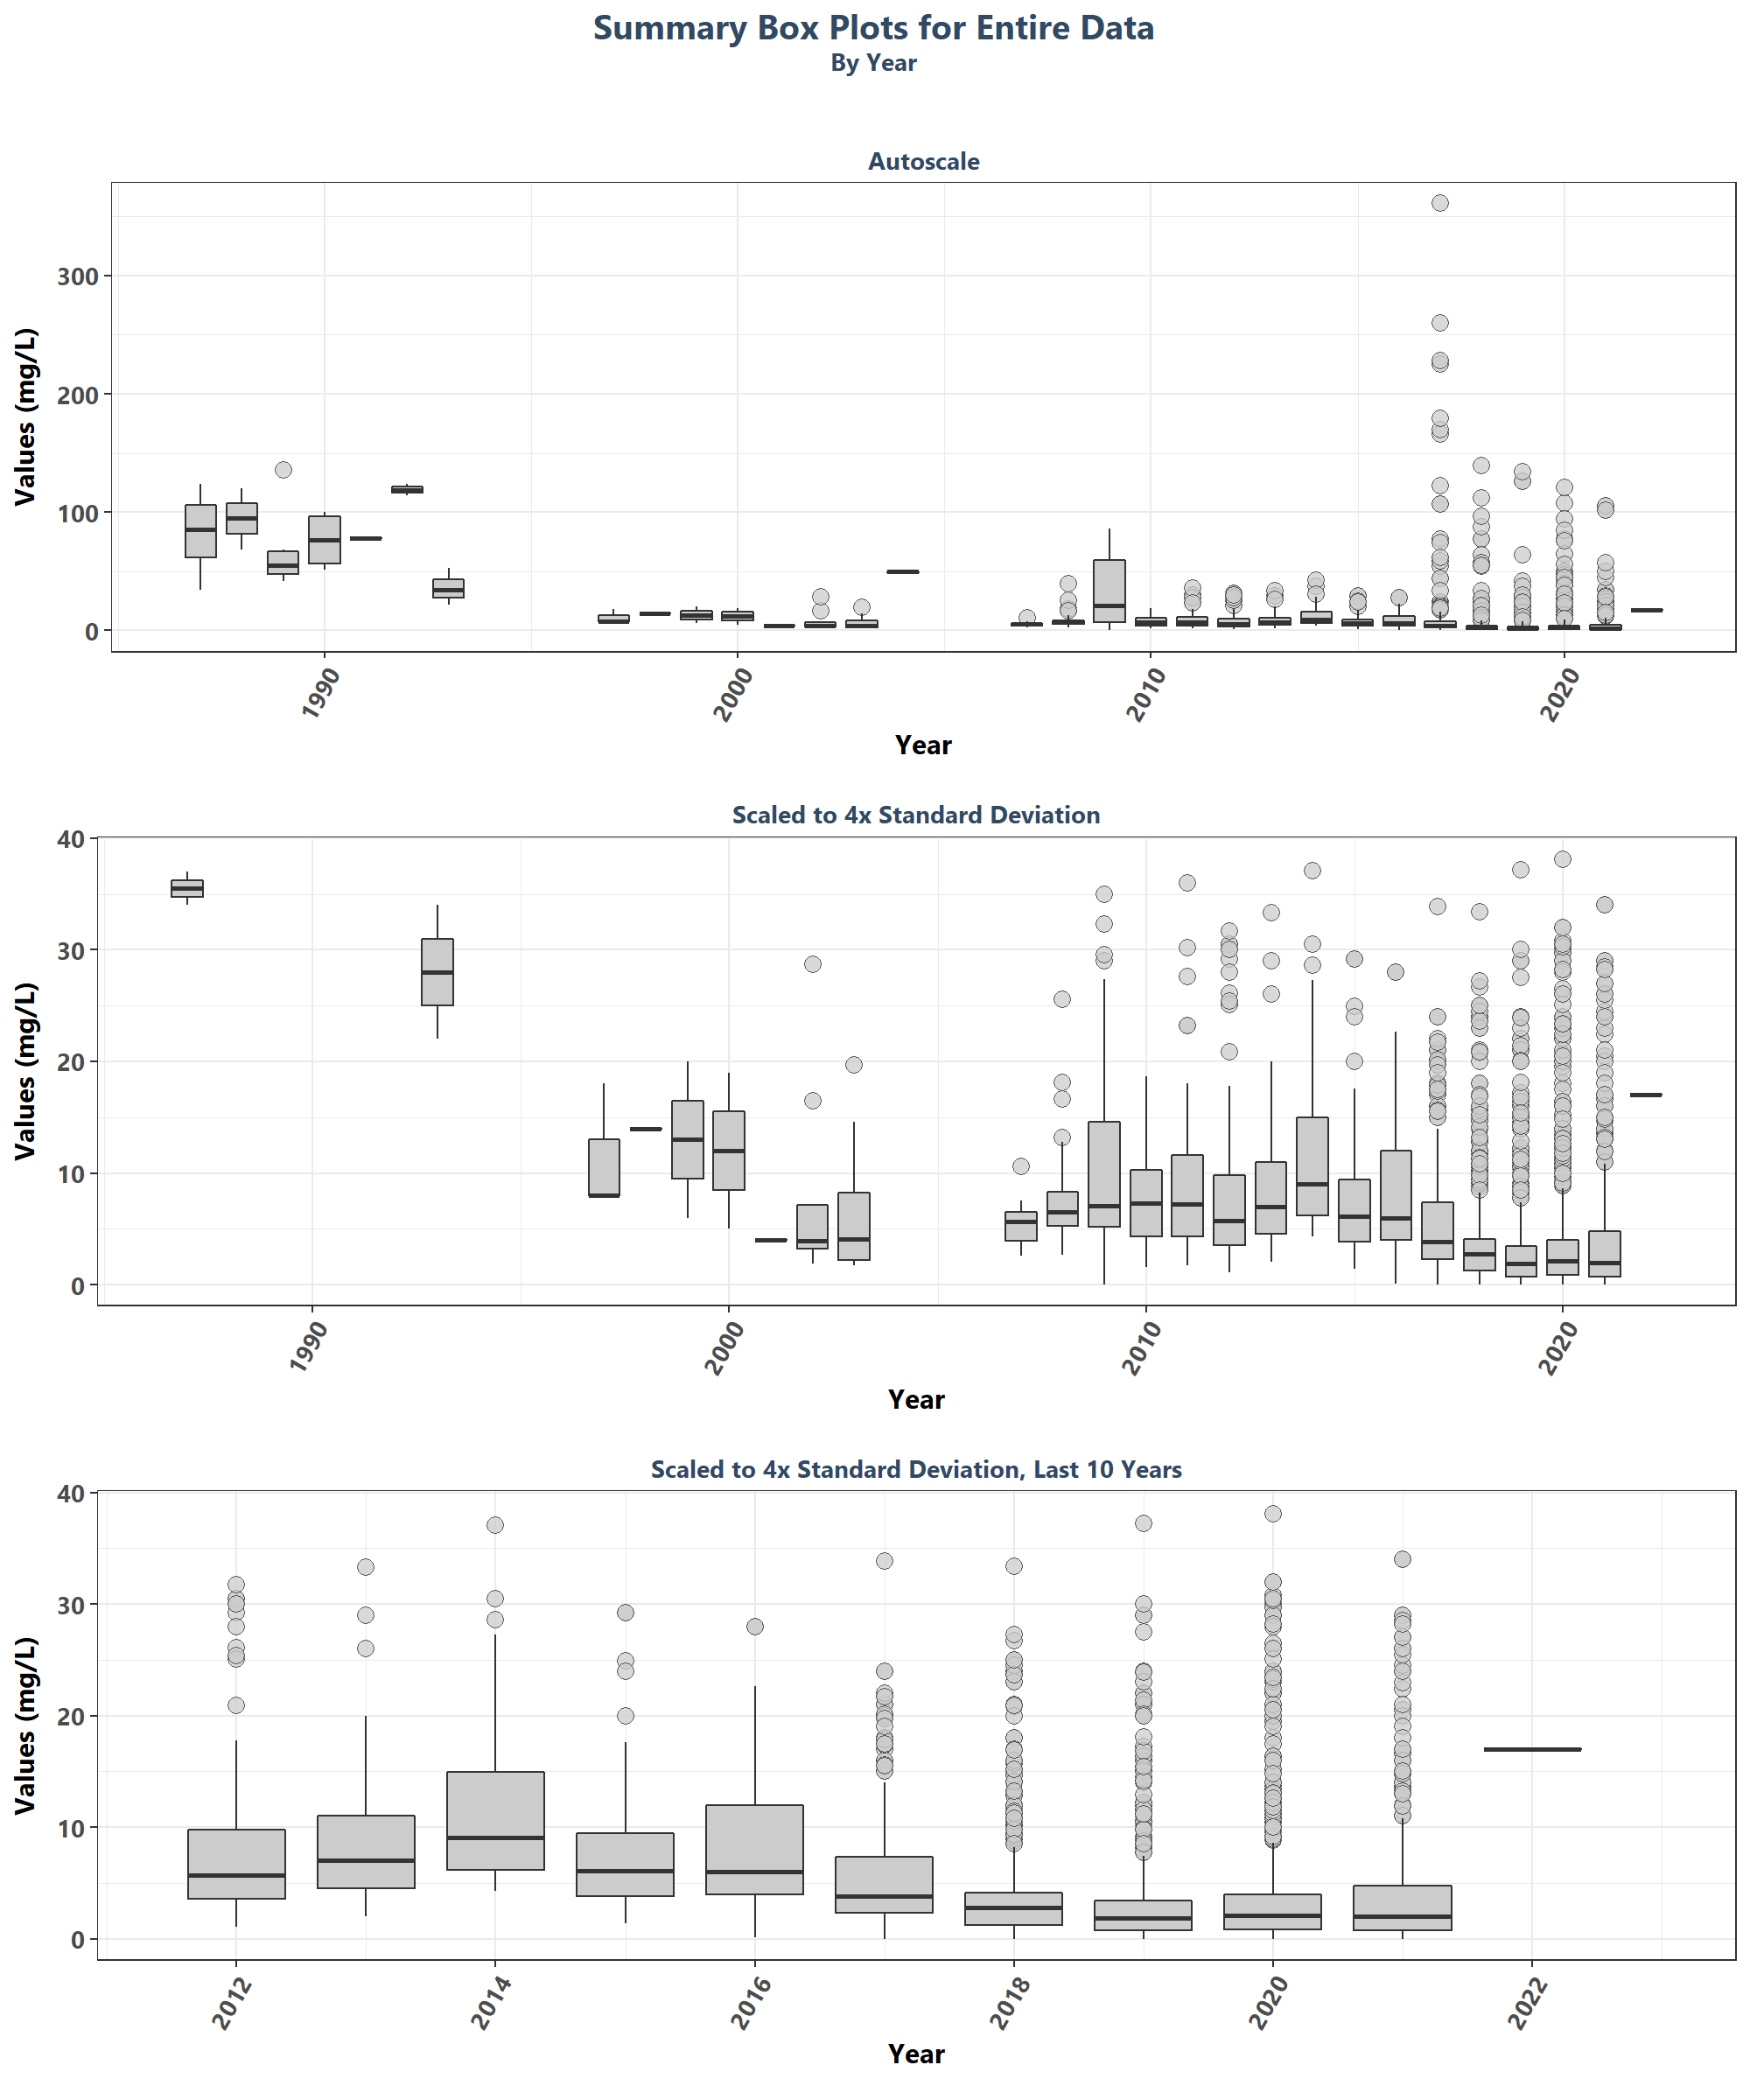 Summary Box Plots for Entire Data
By Year
Autoscale
Values (mg/L)
300
200
100
0
1990
2000
2010
2020
Year
Scaled to 4x Standard Deviation
Values (mg/L)
40
30
20
10
0
1990
2000
2010
2020
Year
Scaled to 4x Standard Deviation, Last 10 Years
Values (mg/L)
40
30
20
10
0
2012
2014
2016
2018
2020
2022
Year